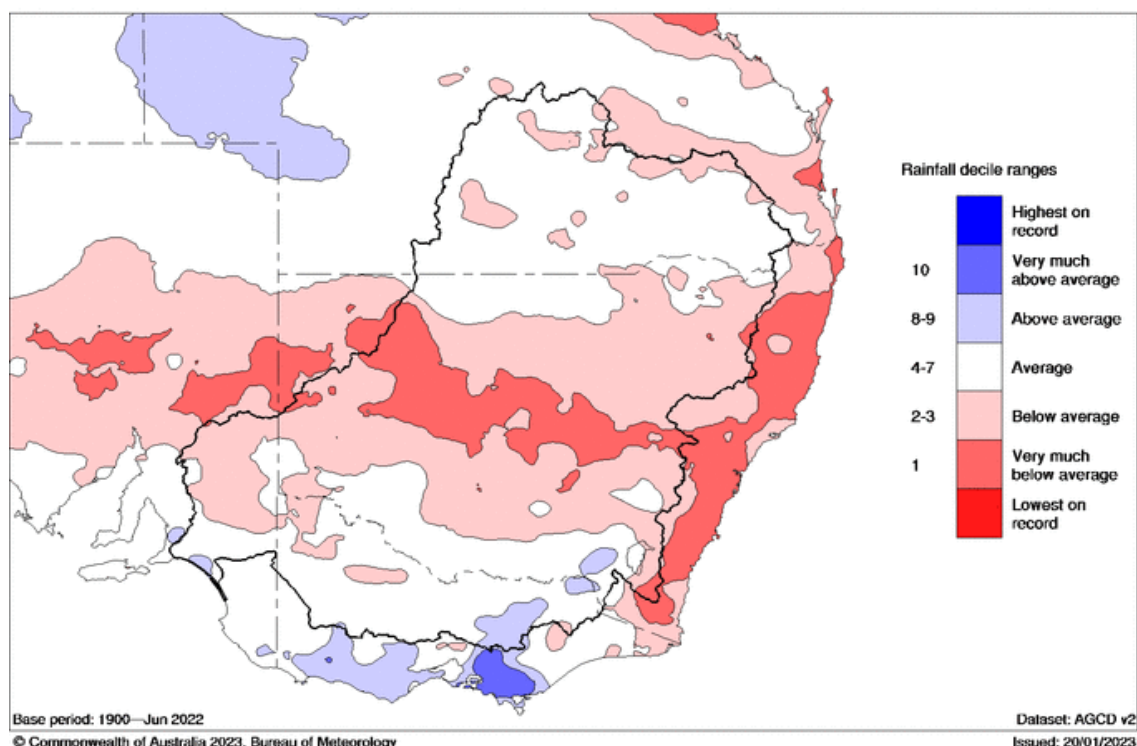 Rainfall decile ranges
Highest on
record
10
Very much
above average
8-9
Above average
4-7
Average
2-3
Below average
1
Very much
below average
Lowest on
record
Base period: 1900—Jun 2022
Dataset: AGCD v2
© Commonwealth of Australia 2023, Bureau of Meteorology
Issued: 20/01/2023